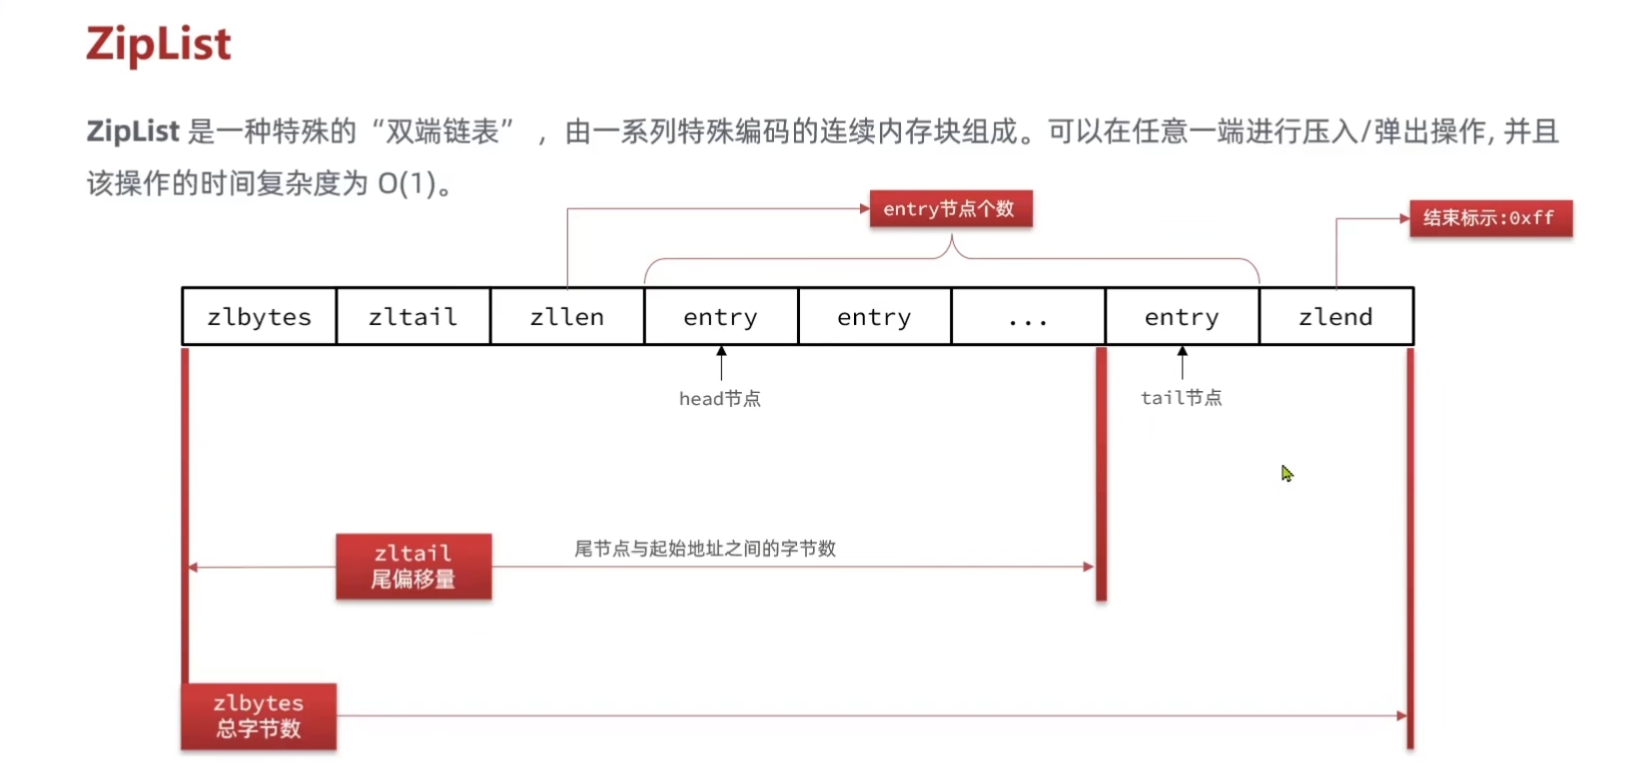 ZipList
ZipList 是一种特殊的“双端链表” ，由一系列特殊编码的连续内存块组成。可以在任意一端进行压入/弹出操作, 并且
该操作的时间复杂度为 O(1)。
entry节点个数
结束标示:0xff
zlbytes zltail zllen entry entry ... entry zlend
head节点
tail节点
尾节点与起始地址之间的字节数
zltail
尾偏移量
zlbytes
总字节数